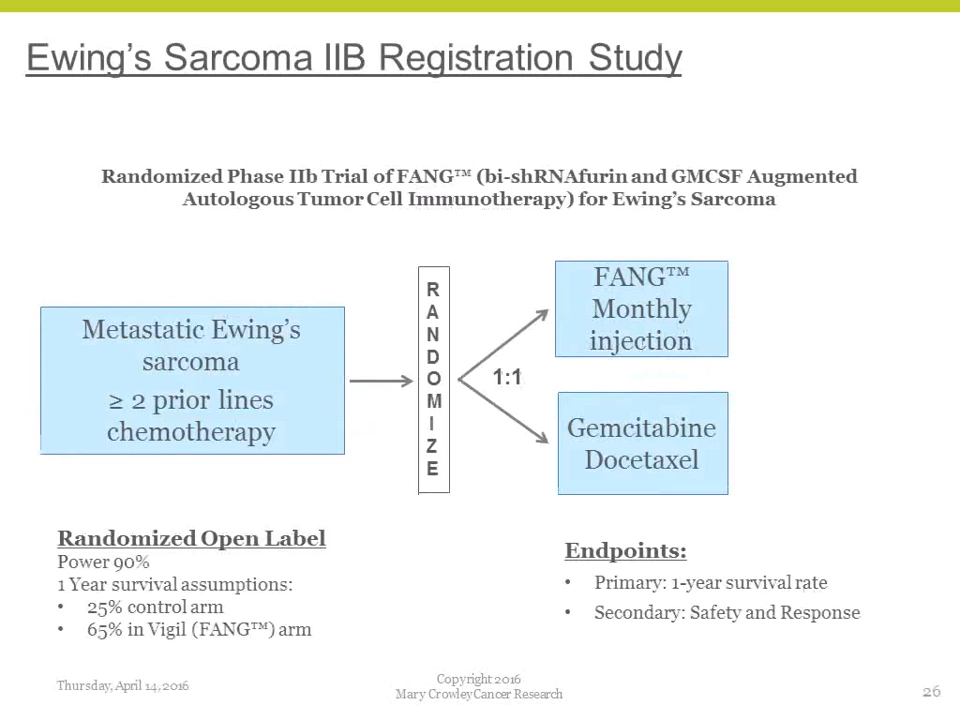 Ewing’s Sarcoma IIB Registration Study
Randomized Phase IIb Trial of FANG™ (bi-shRNAfurin and GMCSF Augmented
Autologous Tumor Cell Immunotherapy) for Ewing’s Sarcoma
Metastatic Ewing’s
sarcoma
≥ 2 prior lines
chemotherapy
R
A
N
D
O
M
I
Z
E
1:1
FANG™
Monthly
injection
Gemcitabine
Docetaxel
Randomized Open Label
Power 90%
1 Year survival assumptions:
• 25% control arm
• 65% in Vigil (FANG™) arm
Endpoints:
• Primary: 1-year survival rate
• Secondary: Safety and Response
Thursday, April 14, 2016
Copyright 2016
Mary Crowley Cancer Research
26